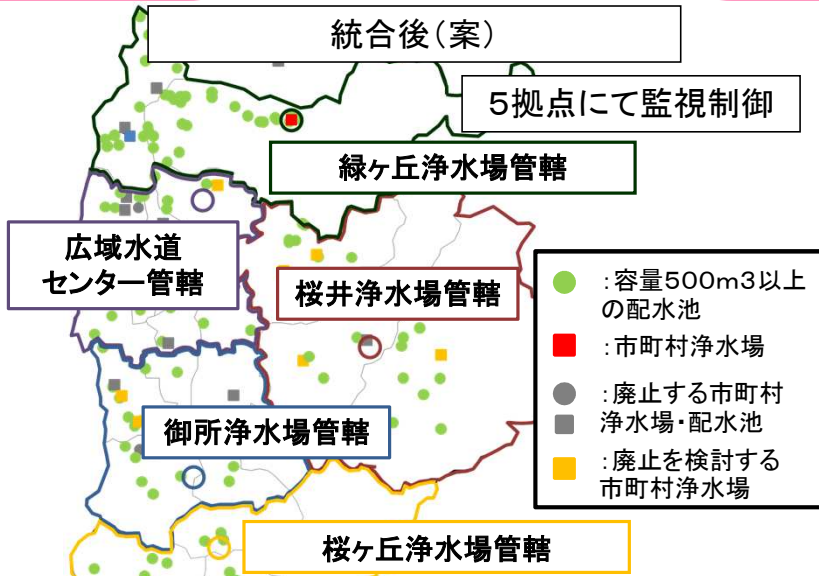 統合後(案)
5拠点にて監視制御
緑ヶ丘浄水場管轄
広域水道
センター管轄
桜井浄水場管轄
御所浄水場管轄
桜ヶ丘浄水場管轄
:容量500m3以上
の配水池
:市町村浄水場
:廃止する市町村
浄水場・配水池
:廃止を検討する
市町村浄水場